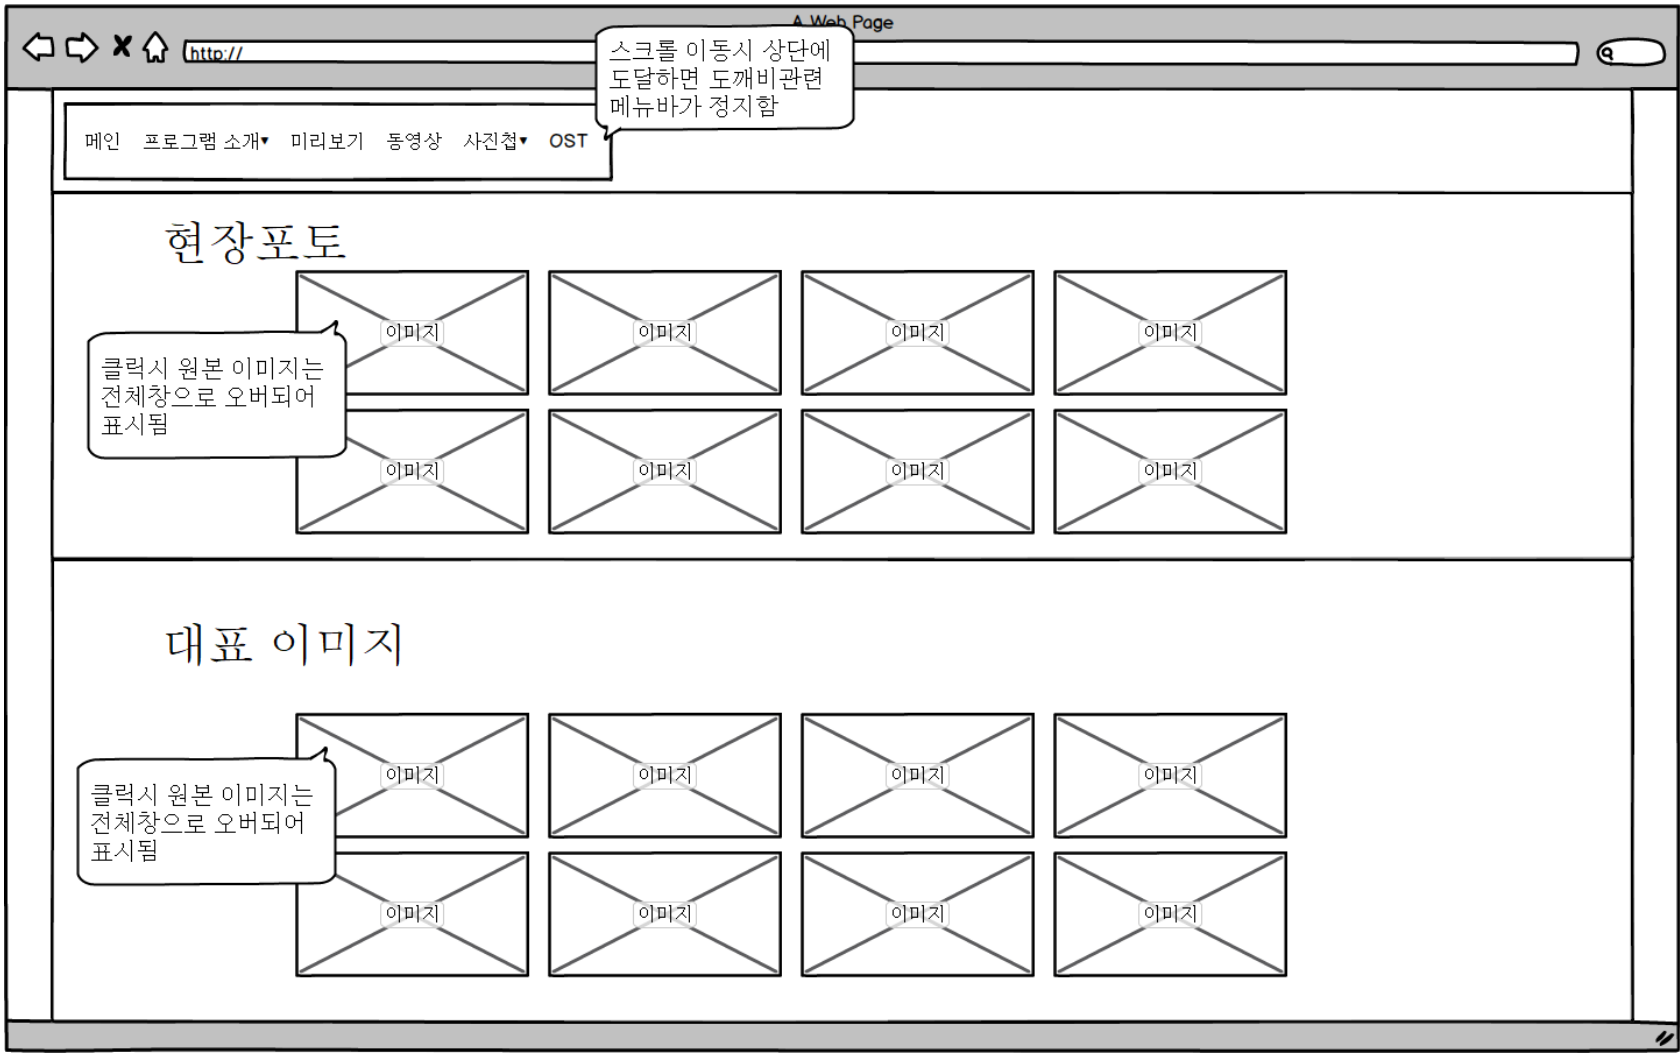 A Web Page
http://
스크롤 이동시 상단에
도달하면 도깨비관련
메뉴바가 정지함
메인 프로그램 소개▾ 미리보기 동영상 사진첩▾ OST
현장포토
이미지 이미지 이미지 이미지
클릭시 원본 이미지는
전체창으로 오버되어
표시됨
이미지 이미지 이미지 이미지
대표 이미지
이미지 이미지 이미지 이미지
클릭시 원본 이미지는
전체창으로 오버되어
표시됨
이미지 이미지 이미지 이미지